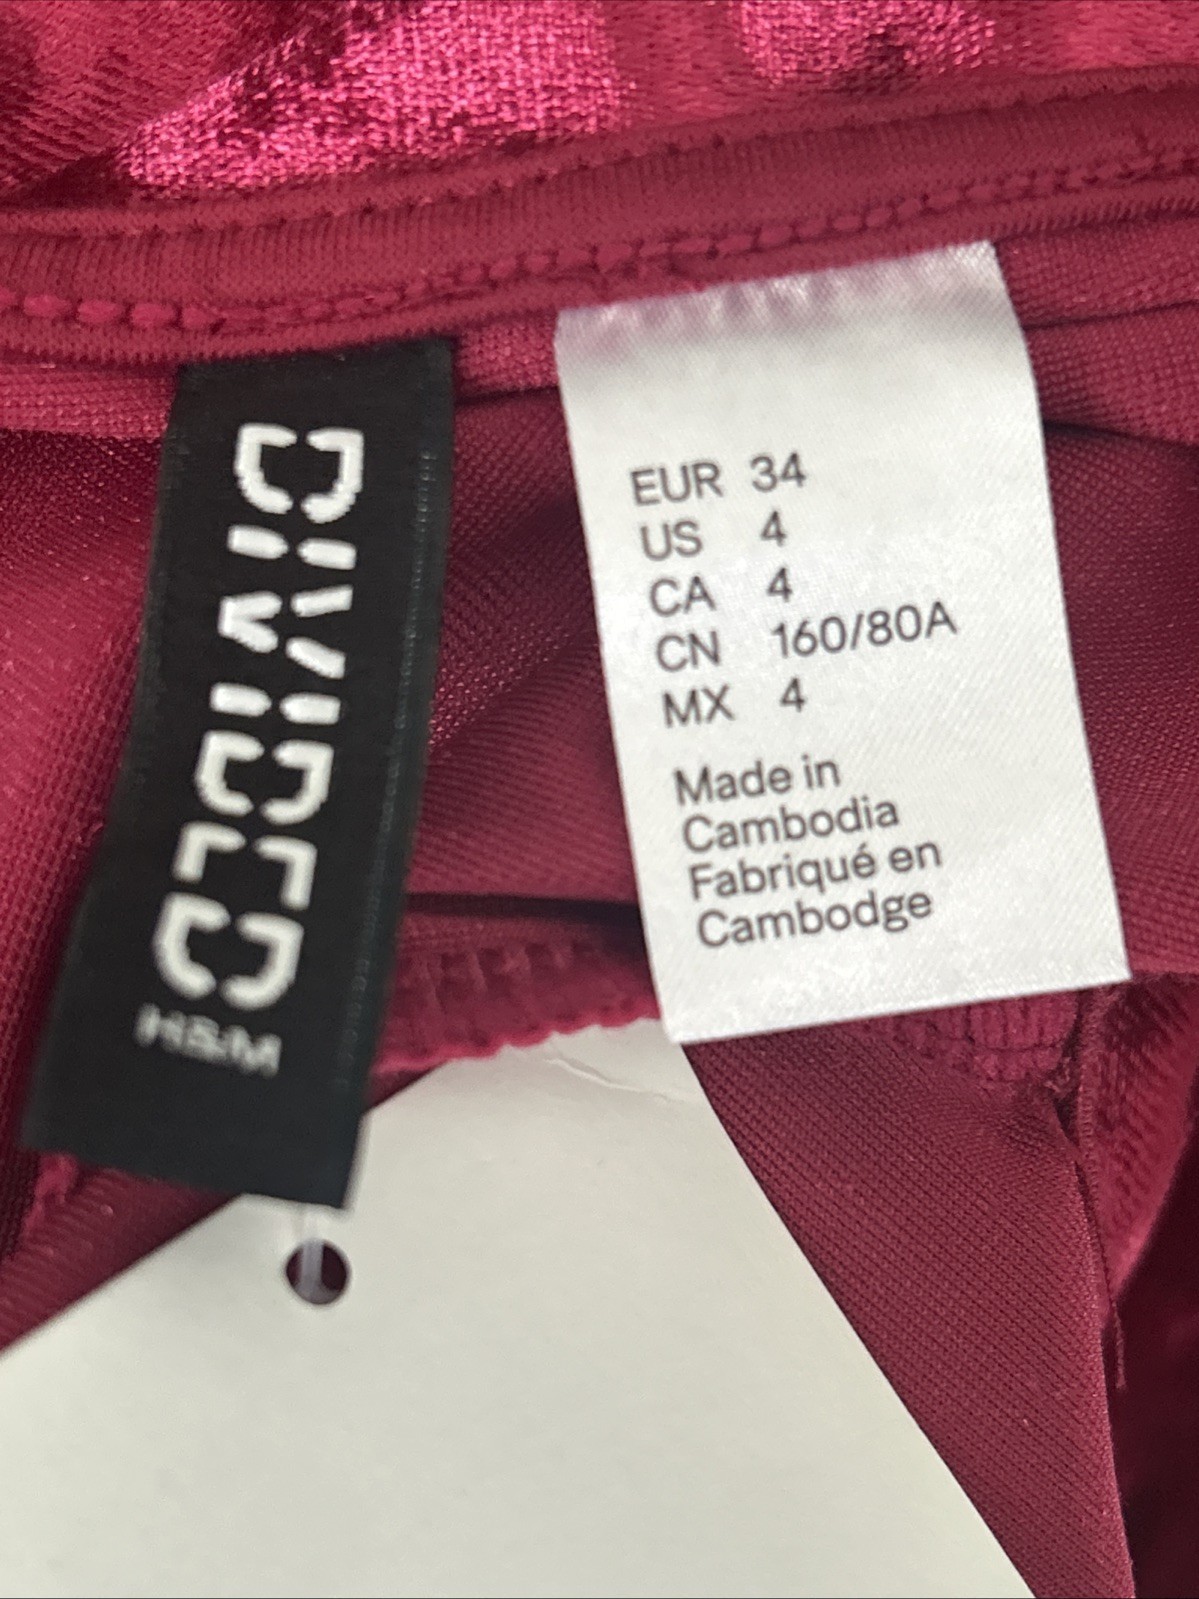 DIVIDED
H&M
EUR 34
US 4
CA 4
CN 160/80A
MX 4
Made in
Cambodia
Fabriqué en
Cambodge